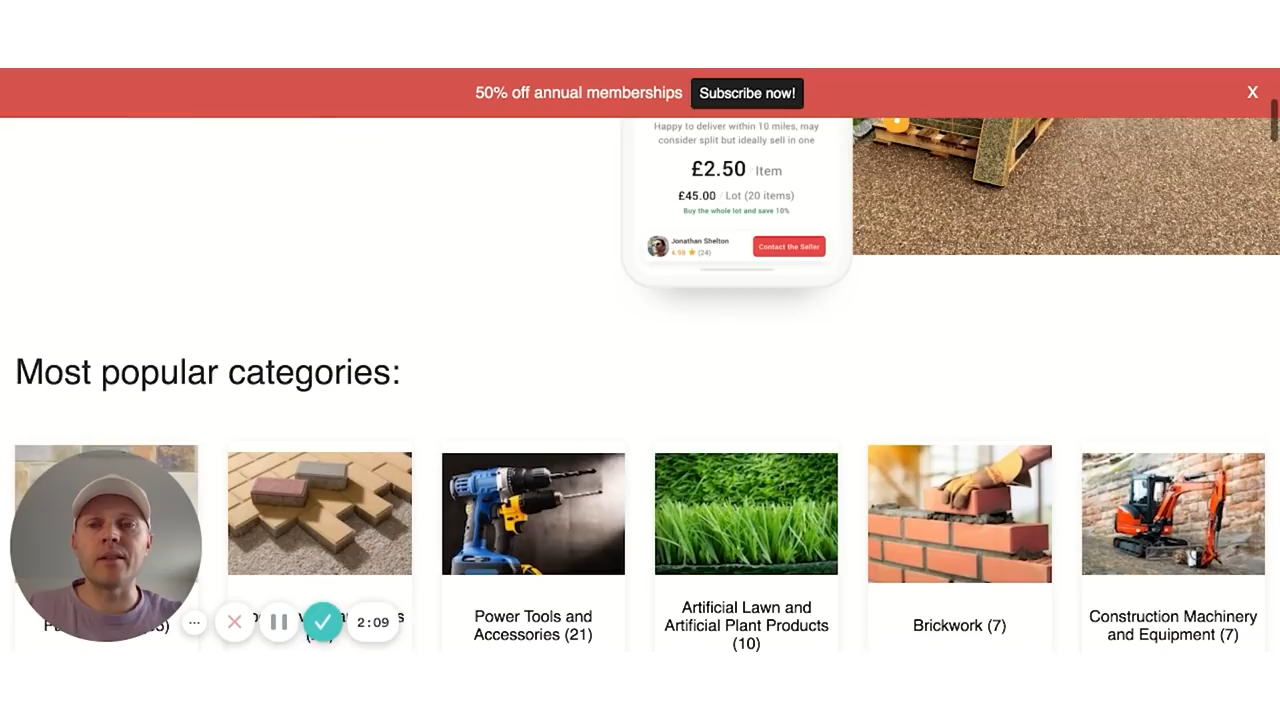 50% off annual memberships Subscribe now! X
Happy to deliver within 10 miles, may
consider split but ideally sell in one
£2.50 / Item
£45.00 / Lot (20 items)
Buy the whole lot and save 10%
Jonathan Shelton
4.98 ★ (24)
Contact the Seller
Most popular categories:
Power Tools and
Accessories (21)
Artificial Lawn and
Artificial Plant Products
(10)
Brickwork (7)
Construction Machinery
and Equipment (7)
2:09